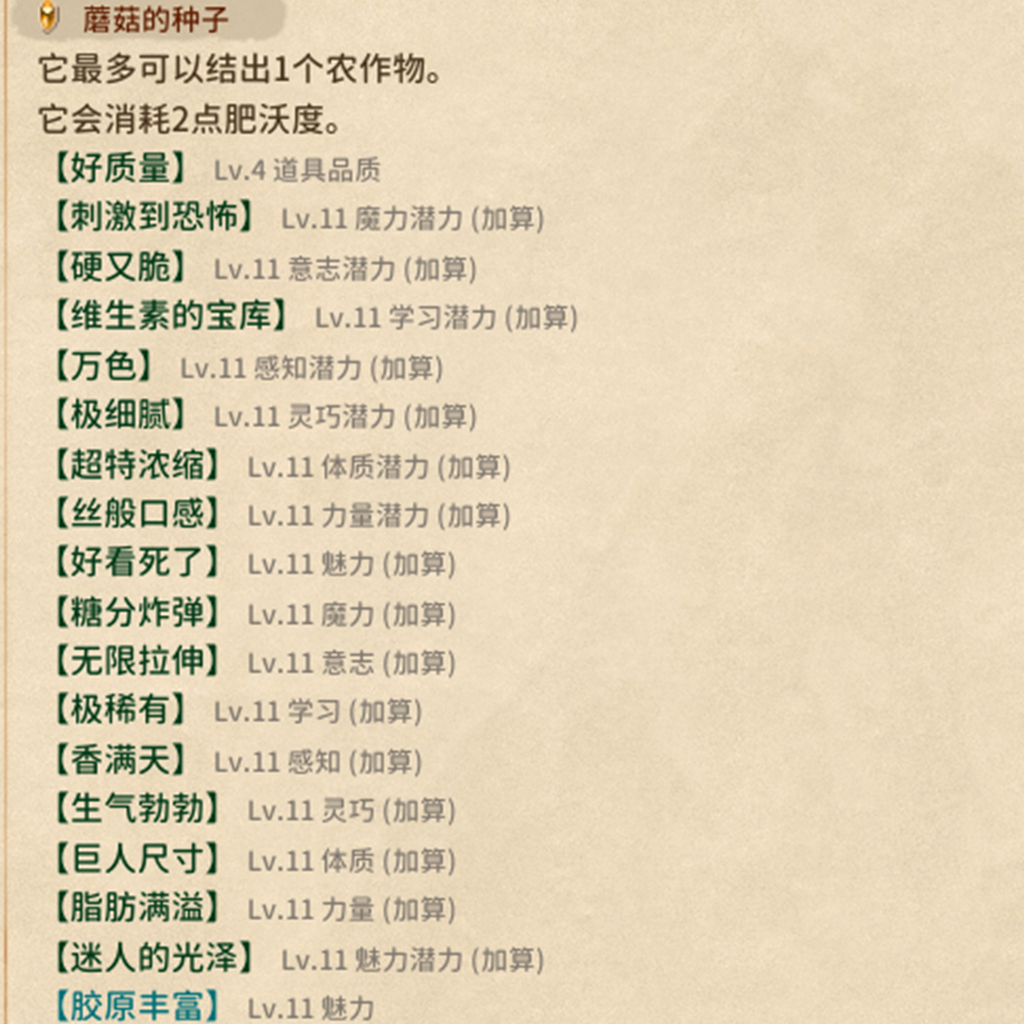 蘑菇的种子
它最多可以结出1个农作物。
它会消耗2点肥沃度。
【好质量】 Lv.4 道具品质
【刺激到恐怖】 Lv.11 魔力潜力 (加算)
【硬又脆】 Lv.11 意志潜力 (加算)
【维生素的宝库】 Lv.11 学习潜力 (加算)
【万色】 Lv.11 感知潜力 (加算)
【极细腻】 Lv.11 灵巧潜力 (加算)
【超特浓缩】 Lv.11 体质潜力 (加算)
【丝般口感】 Lv.11 力量潜力 (加算)
【好看死了】 Lv.11 魅力 (加算)
【糖分炸弹】 Lv.11 魔力 (加算)
【无限拉伸】 Lv.11 意志 (加算)
【极稀有】 Lv.11 学习 (加算)
【香满天】 Lv.11 感知 (加算)
【生气勃勃】 Lv.11 灵巧 (加算)
【巨人尺寸】 Lv.11 体质 (加算)
【脂肪满溢】 Lv.11 力量 (加算)
【迷人的光泽】 Lv.11 魅力潜力 (加算)
【胶原丰富】 Lv.11 魅力